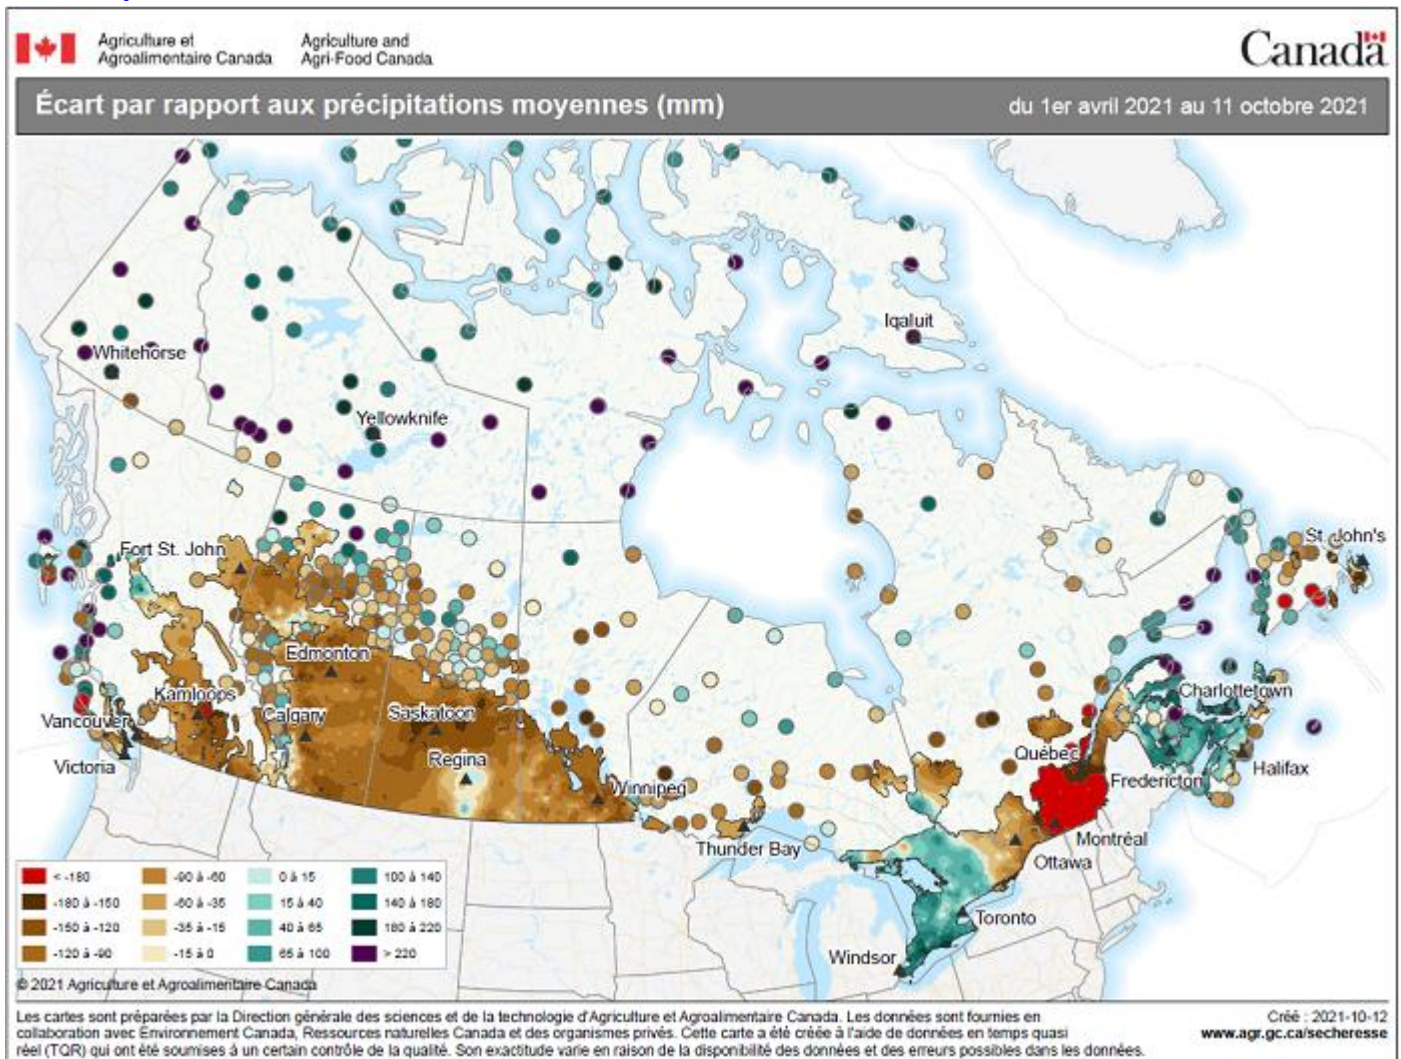 Agriculture et
Agroalimentaire Canada
Agriculture and
Agri-Food Canada
Canada
Écart par rapport aux précipitations moyennes (mm)
du 1er avril 2021 au 11 octobre 2021
Iqaluit
Whitehorse
Yellowknife
Fort St. John
St. John's
Edmonton
Kamloops
Calgary
Saskatoon
Charlottetown
Vancouver
Victoria
Regina
Québec
Winnipeg
Fredericton
Halifax
Thunder Bay
Montréal
Ottawa
Toronto
Windsor
< -180
-90 à -60
0 à 15
100 à 140
-180 à -150
-60 à -35
15 à 40
140 à 180
-150 à -120
-35 à -15
40 à 65
180 à 220
-120 à -90
-15 à 0
65 à 100
> 220
© 2021 Agriculture et Agroalimentaire Canada
Les cartes sont préparées par la Direction générale des sciences et de la technologie d'Agriculture et Agroalimentaire Canada. Les données sont fournies en
collaboration avec Environnement Canada, Ressources naturelles Canada et des organismes privés. Cette carte a été créée à l'aide de données en temps quasi
réel (TQR) qui ont été soumises à un certain contrôle de la qualité. Son exactitude varie en raison de la disponibilité des données et des erreurs possibles dans les données.
Créé : 2021-10-12
www.agr.gc.ca/secheresse